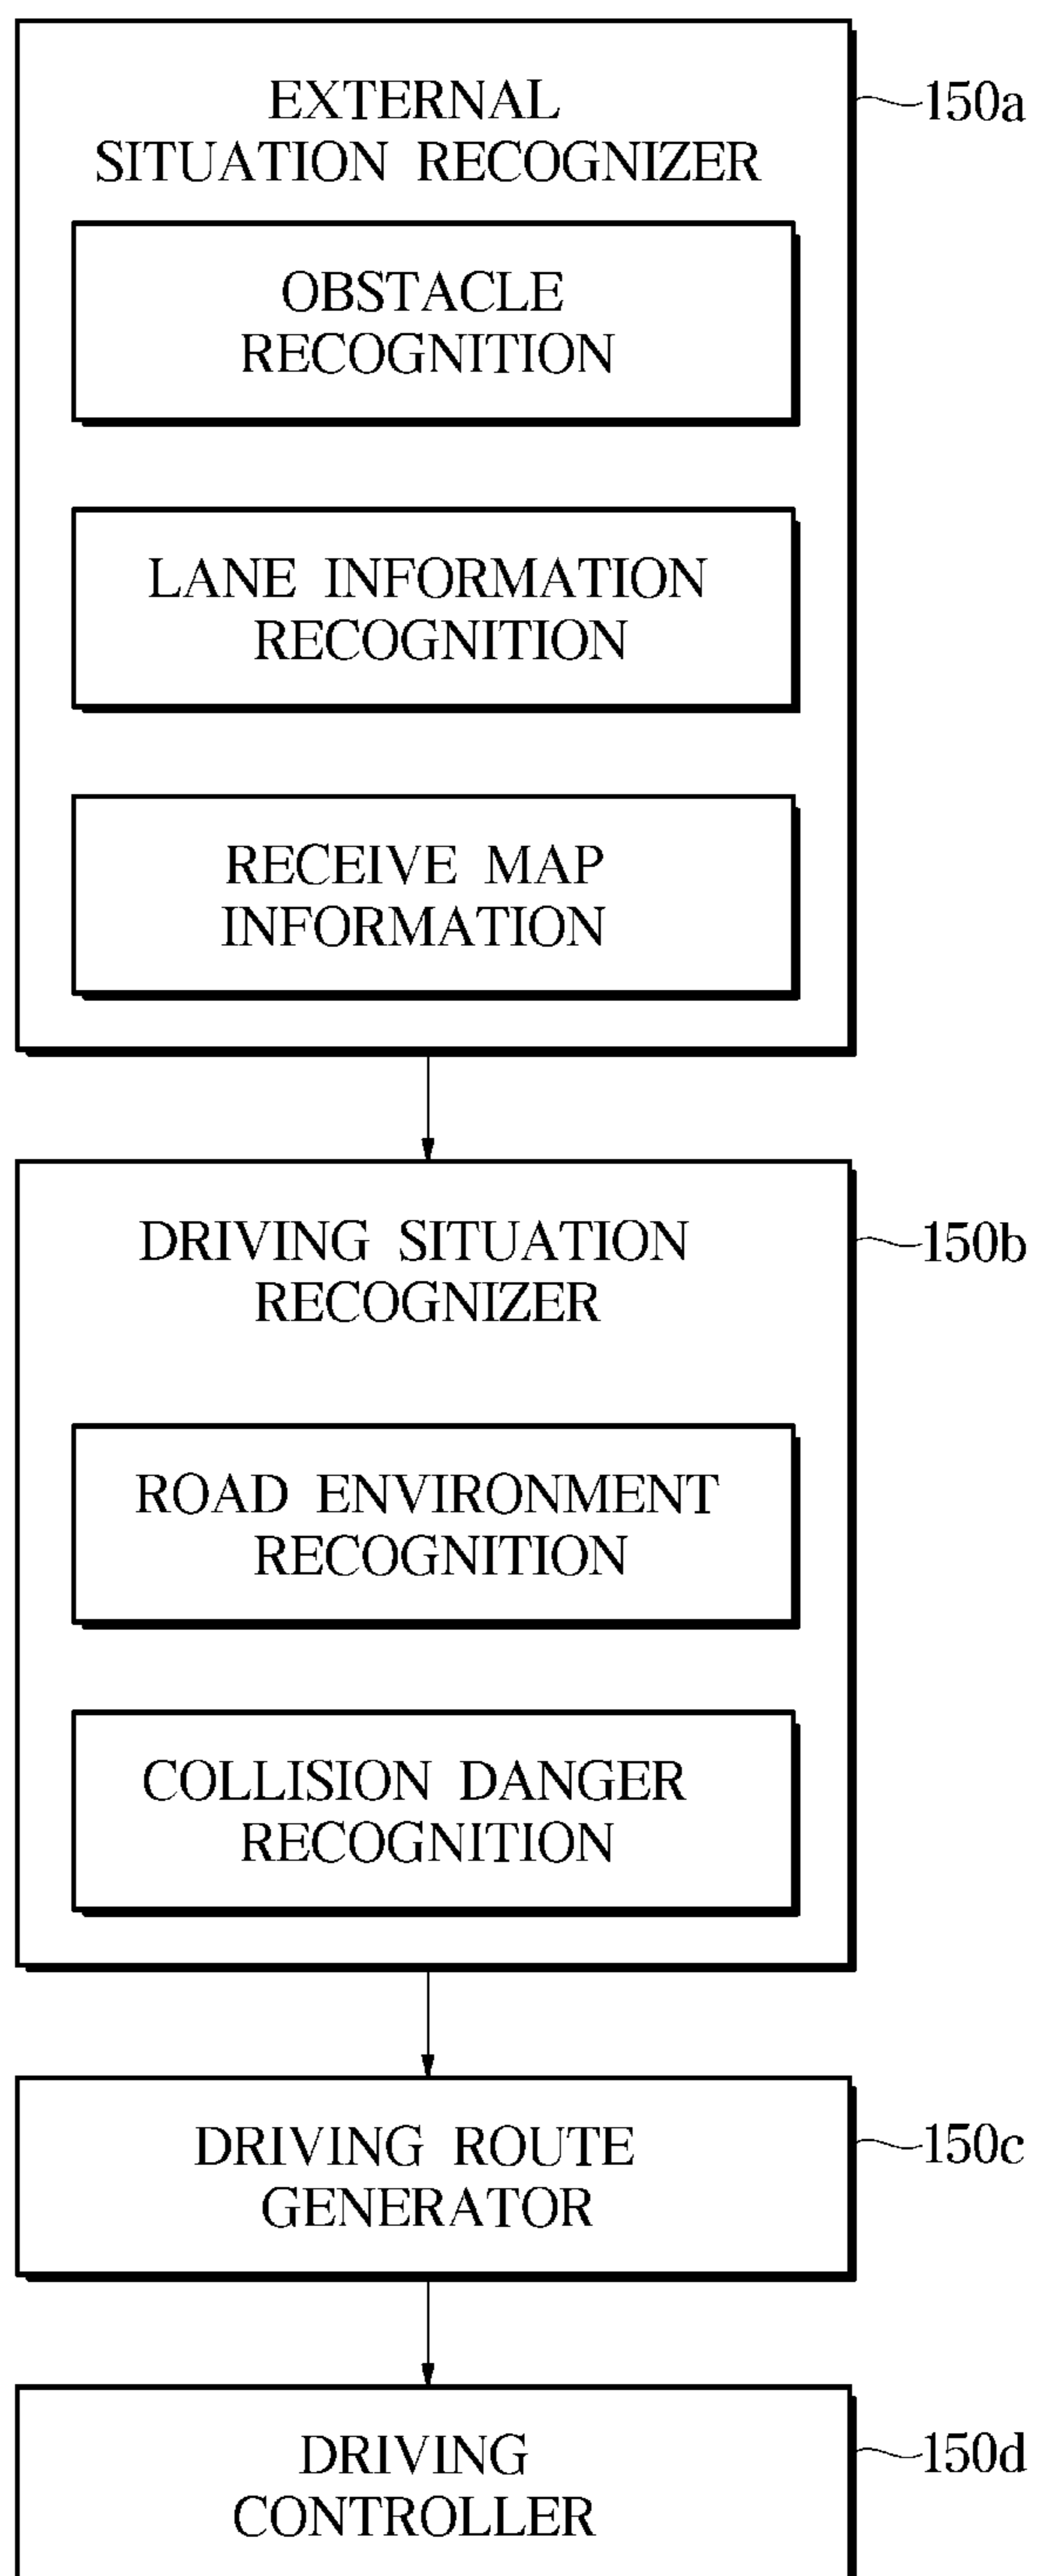 EXTERNAL
SITUATION RECOGNIZER
150a
OBSTACLE
RECOGNITION
LANE INFORMATION
RECOGNITION
RECEIVE MAP
INFORMATION
DRIVING SITUATION
RECOGNIZER
150b
ROAD ENVIRONMENT
RECOGNITION
COLLISION DANGER
RECOGNITION
DRIVING ROUTE
GENERATOR
150c
DRIVING
CONTROLLER
150d